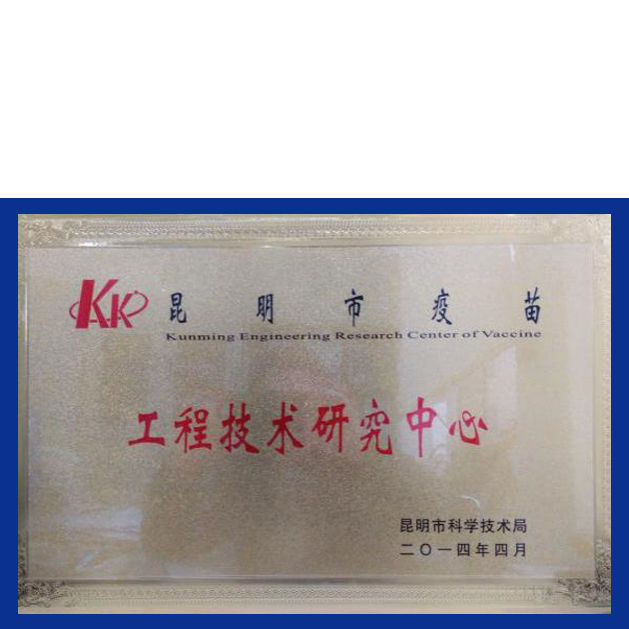 KK 昆明市疫苗
Kunming Engineering Research Center of Vaccine
工程技术研究中心
昆明市科学技术局
二〇一四年四月